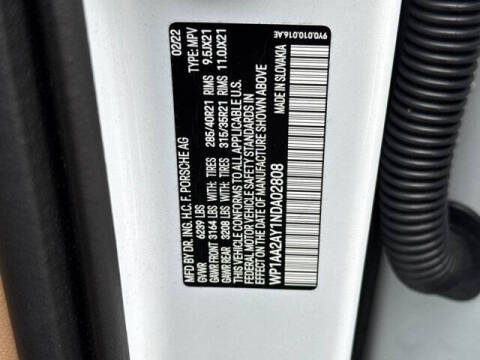 MFD BY DR. ING. H.C. F. PORSCHE AG 02/22
GVWR 6239 LBS TYPE: MPV
GAWR FRONT 3164 LBS WITH TIRES 285/40R21 RIMS 9.5JX21
GAWR REAR 3208 LBS WITH TIRES 315/35R21 RIMS 11.0JX21
THIS VEHICLE CONFORMS TO ALL APPLICABLE U.S.
FEDERAL MOTOR VEHICLE SAFETY STANDARDS IN
EFFECT ON THE DATE OF MANUFACTURE SHOWN ABOVE
WP1AA2AY1NDA02808 MADE IN SLOVAKIA
9Y0.010.016.AE